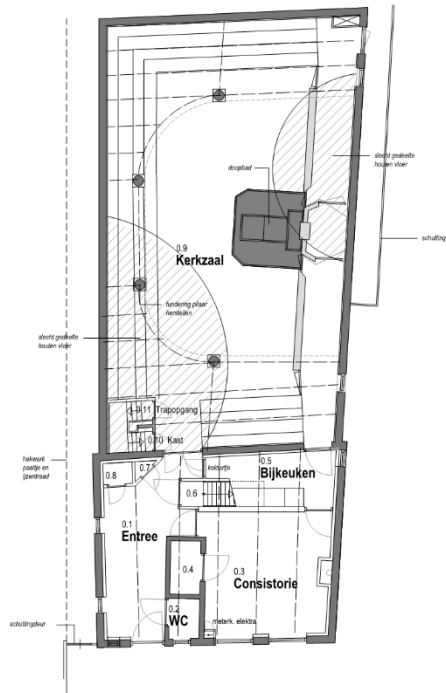 doopbad
slecht gedeelte
houten vloer
schutting
0.9
Kerkzaal
fundering pilaar
herstellen
slecht gedeelte
houten vloer
0.11 Trapopgang
0.10 Kast
hekwerk
paaltje en
ijzerdraad
0.8
0.7
keldertje
0.5
Bijkeuken
0.6
0.1
Entree
0.4
0.3
Consistorie
0.2
WC
meterk. elektra
schuttingdeur